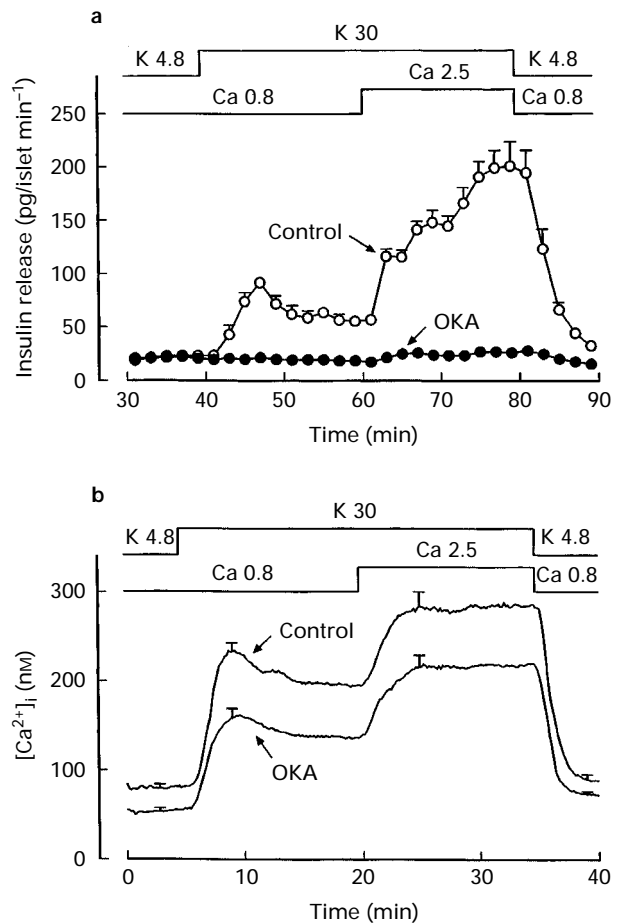 a
K 30
K 4.8
K 4.8
Ca 2.5
Ca 0.8
Ca 0.8
250
200
150
100
50
0
Insulin release (pg/islet min⁻¹)
Control
OKA
30 40 50 60 70 80 90
Time (min)
b
K 30
K 4.8
K 4.8
Ca 2.5
Ca 0.8
Ca 0.8
300
200
100
0
[Ca²⁺]ᵢ (nM)
Control
OKA
0 10 20 30 40
Time (min)